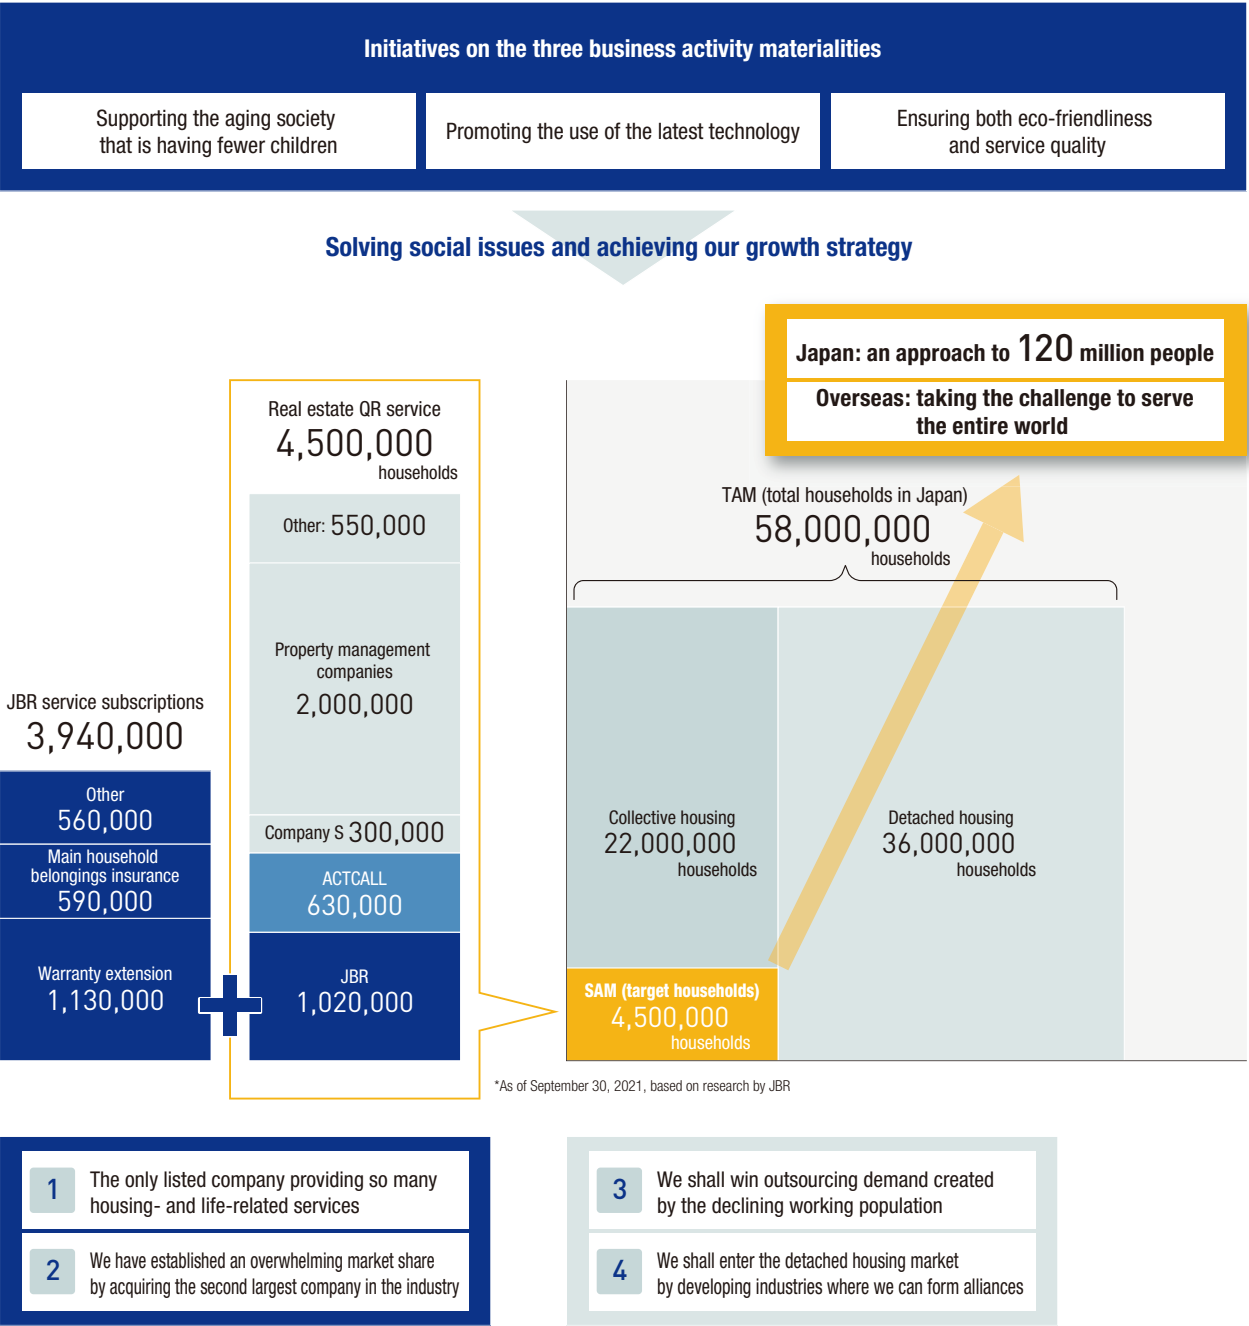 Initiatives on the three business activity materialities
Supporting the aging society
that is having fewer children
Promoting the use of the latest technology
Ensuring both eco-friendliness
and service quality
Solving social issues and achieving our growth strategy
Japan: an approach to 120 million people
Overseas: taking the challenge to serve
the entire world
JBR service subscriptions
3,940,000
Other
560,000
Main household
belongings insurance
590,000
Warranty extension
1,130,000
Real estate QR service
4,500,000
households
Other: 550,000
Property management
companies
2,000,000
Company S 300,000
ACTCALL
630,000
JBR
1,020,000
TAM (total households in Japan)
58,000,000
households
Collective housing
22,000,000
households
Detached housing
36,000,000
households
SAM (target households)
4,500,000
households
*As of September 30, 2021, based on research by JBR
1
The only listed company providing so many
housing- and life-related services
2
We have established an overwhelming market share
by acquiring the second largest company in the industry
3
We shall win outsourcing demand created
by the declining working population
4
We shall enter the detached housing market
by developing industries where we can form alliances